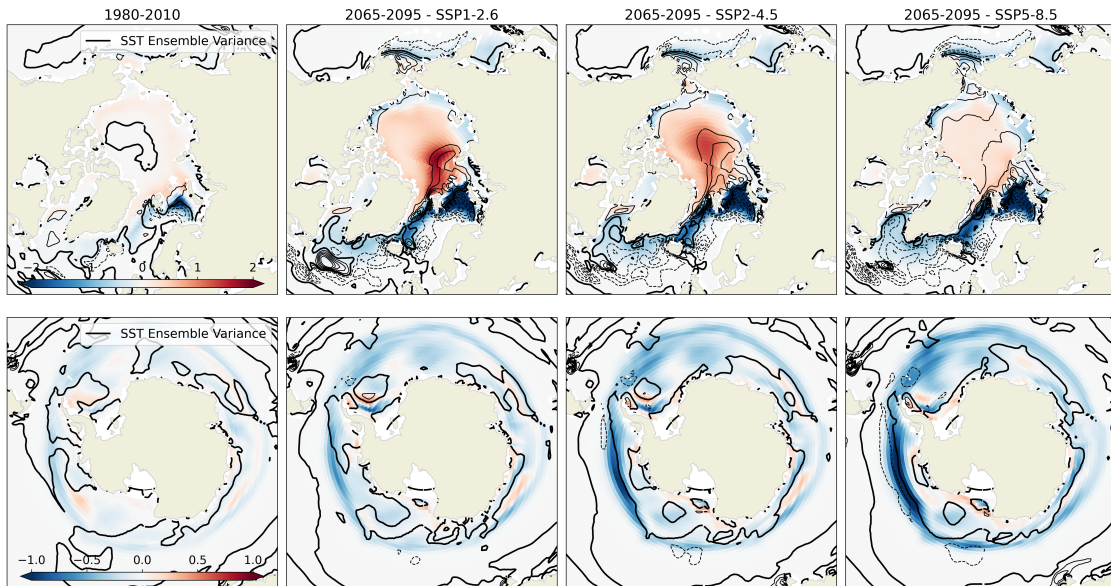 1980-2010
2065-2095 - SSP1-2.6
2065-2095 - SSP2-4.5
2065-2095 - SSP5-8.5
SST Ensemble Variance
0 1 2
SST Ensemble Variance
−1.0 −0.5 0.0 0.5 1.0